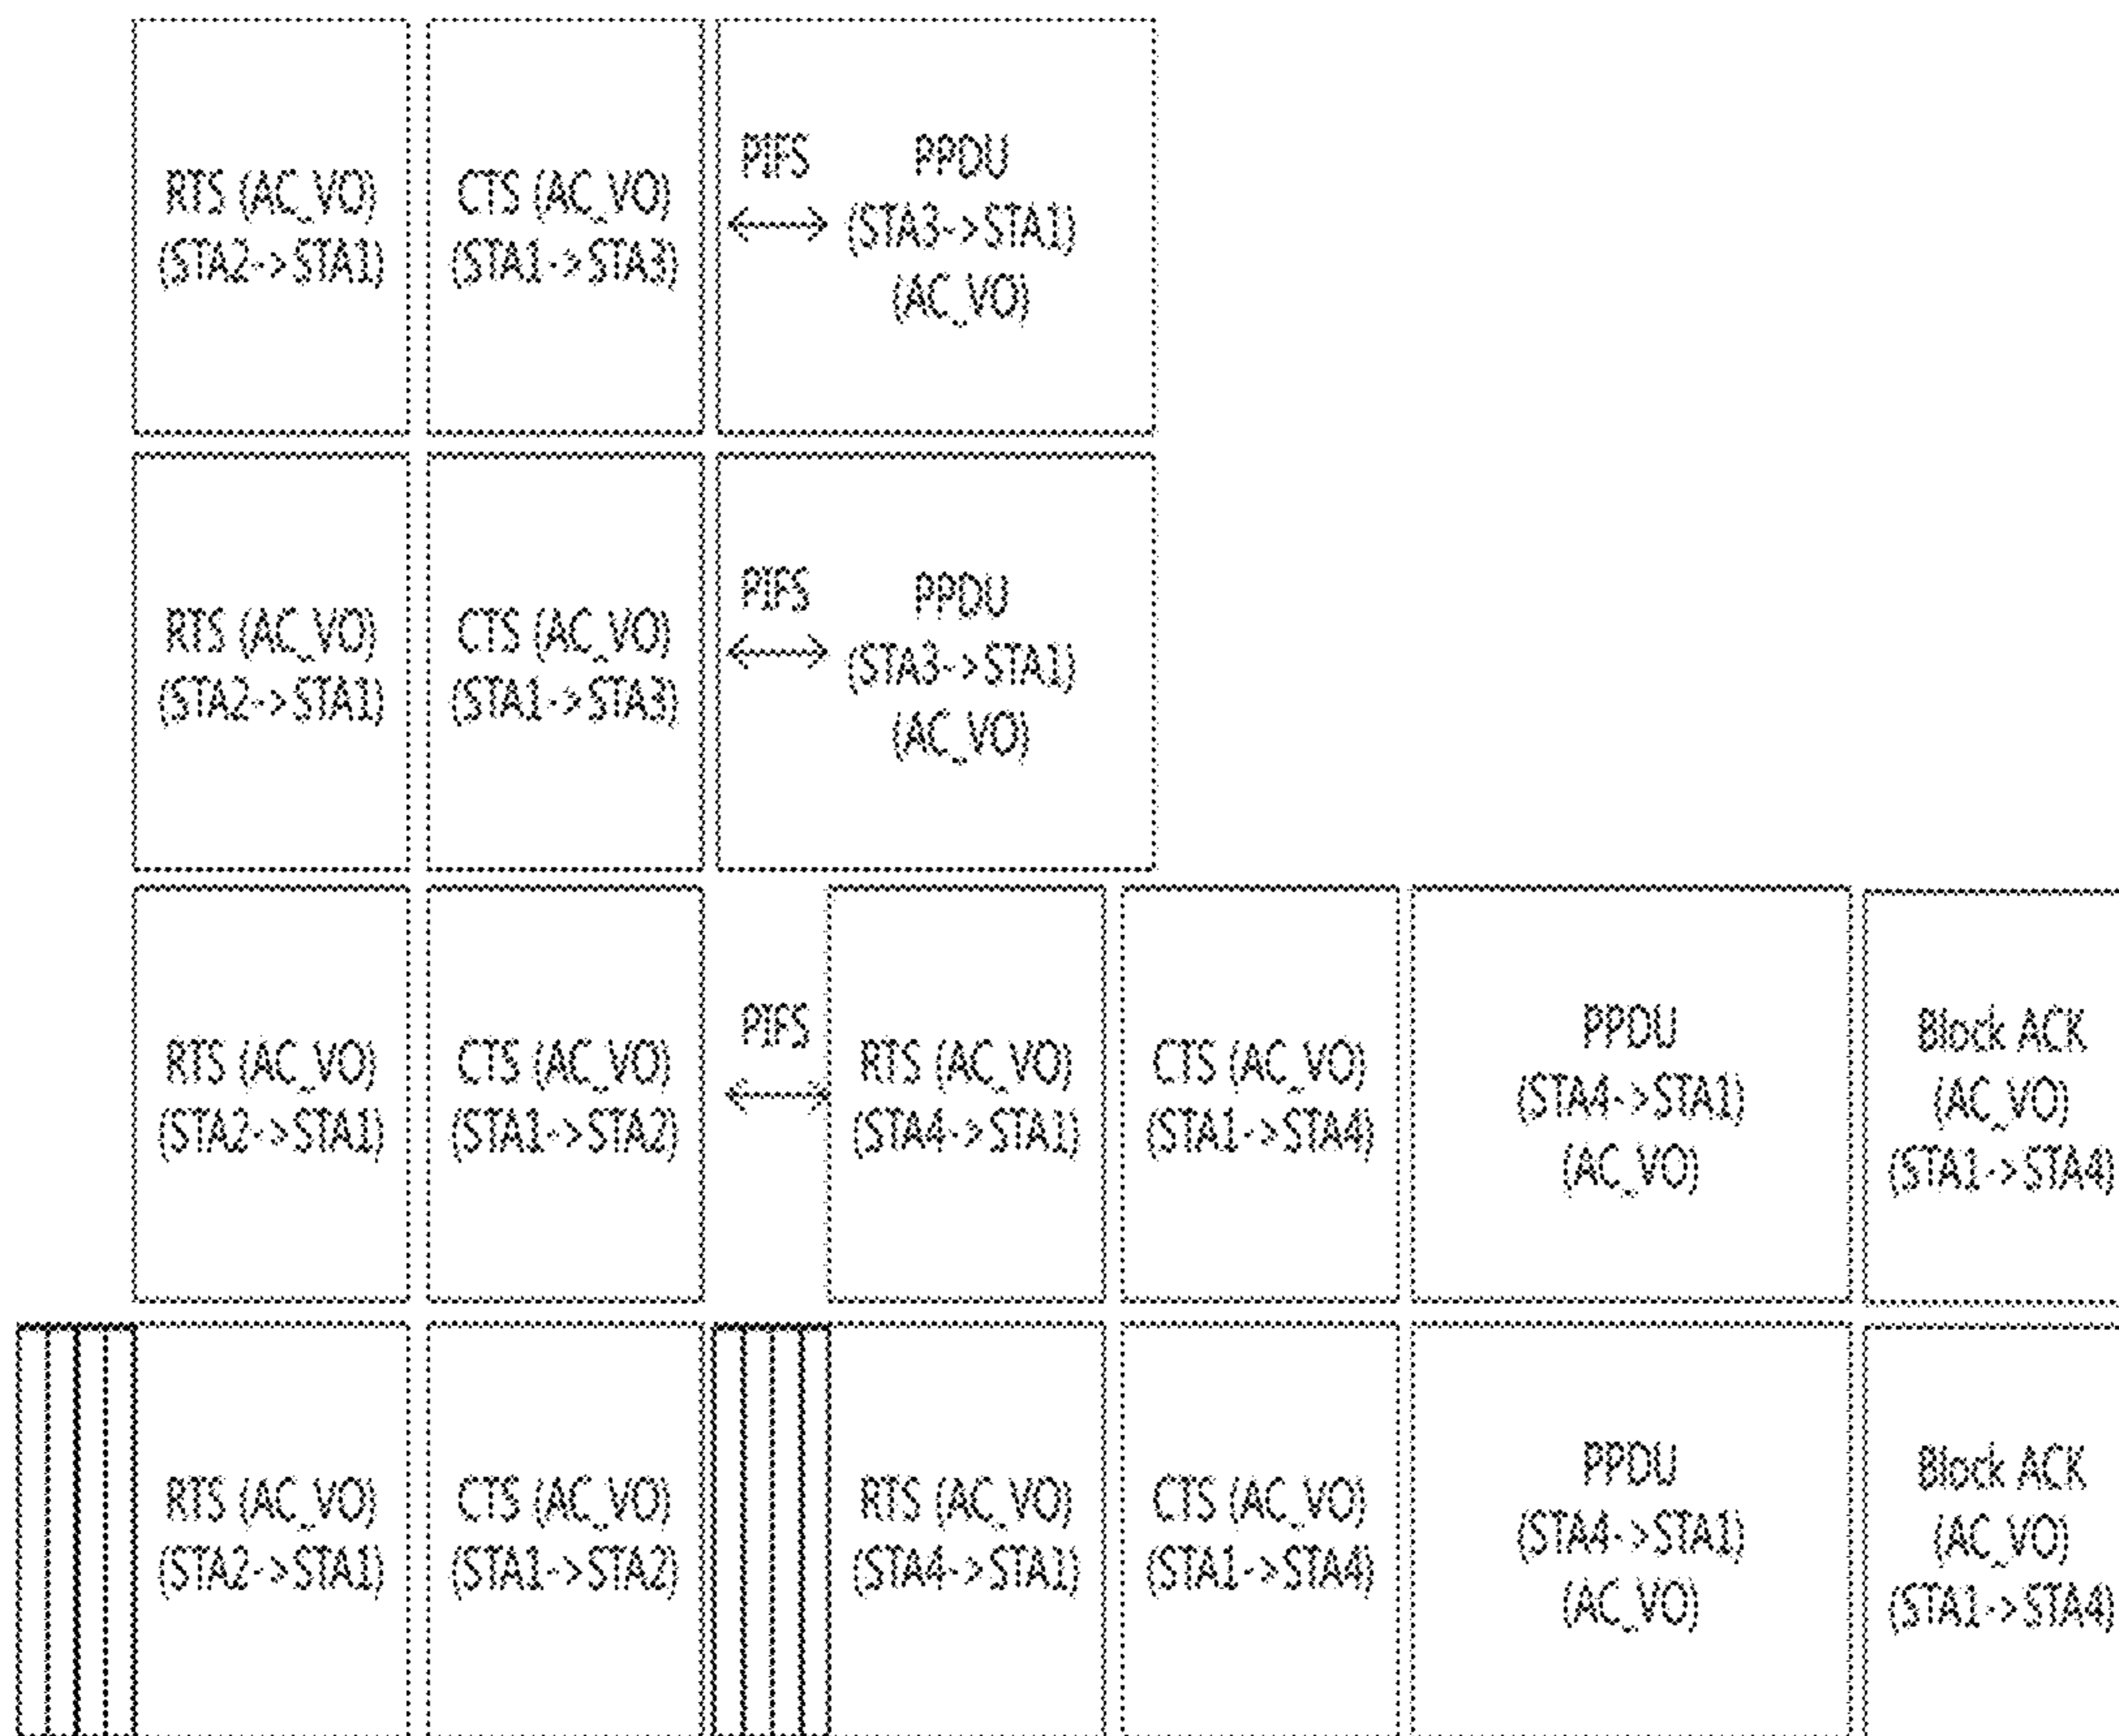 RTS (AC_VO)
(STA2->STA1)
CTS (AC_VO)
(STA1->STA3)
PIFS
PPDU
(STA3->STA1)
(AC_VO)
RTS (AC_VO)
(STA2->STA1)
CTS (AC_VO)
(STA1->STA3)
PIFS
PPDU
(STA3->STA1)
(AC_VO)
RTS (AC_VO)
(STA2->STA1)
CTS (AC_VO)
(STA1->STA2)
PIFS
RTS (AC_VO)
(STA4->STA1)
CTS (AC_VO)
(STA1->STA4)
PPDU
(STA4->STA1)
(AC_VO)
Block ACK
(AC_VO)
(STA1->STA4)
RTS (AC_VO)
(STA2->STA1)
CTS (AC_VO)
(STA1->STA2)
RTS (AC_VO)
(STA4->STA1)
CTS (AC_VO)
(STA1->STA4)
PPDU
(STA4->STA1)
(AC_VO)
Block ACK
(AC_VO)
(STA1->STA4)